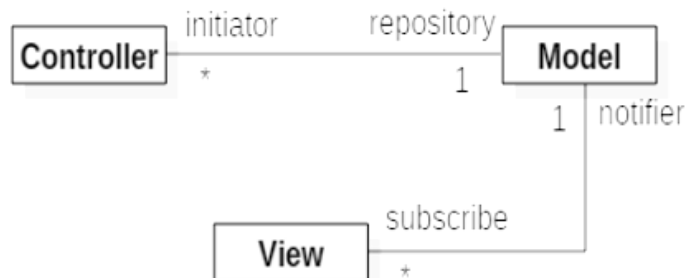 initiator repository
Controller Model
* 1
1 notifier
subscribe
View
*